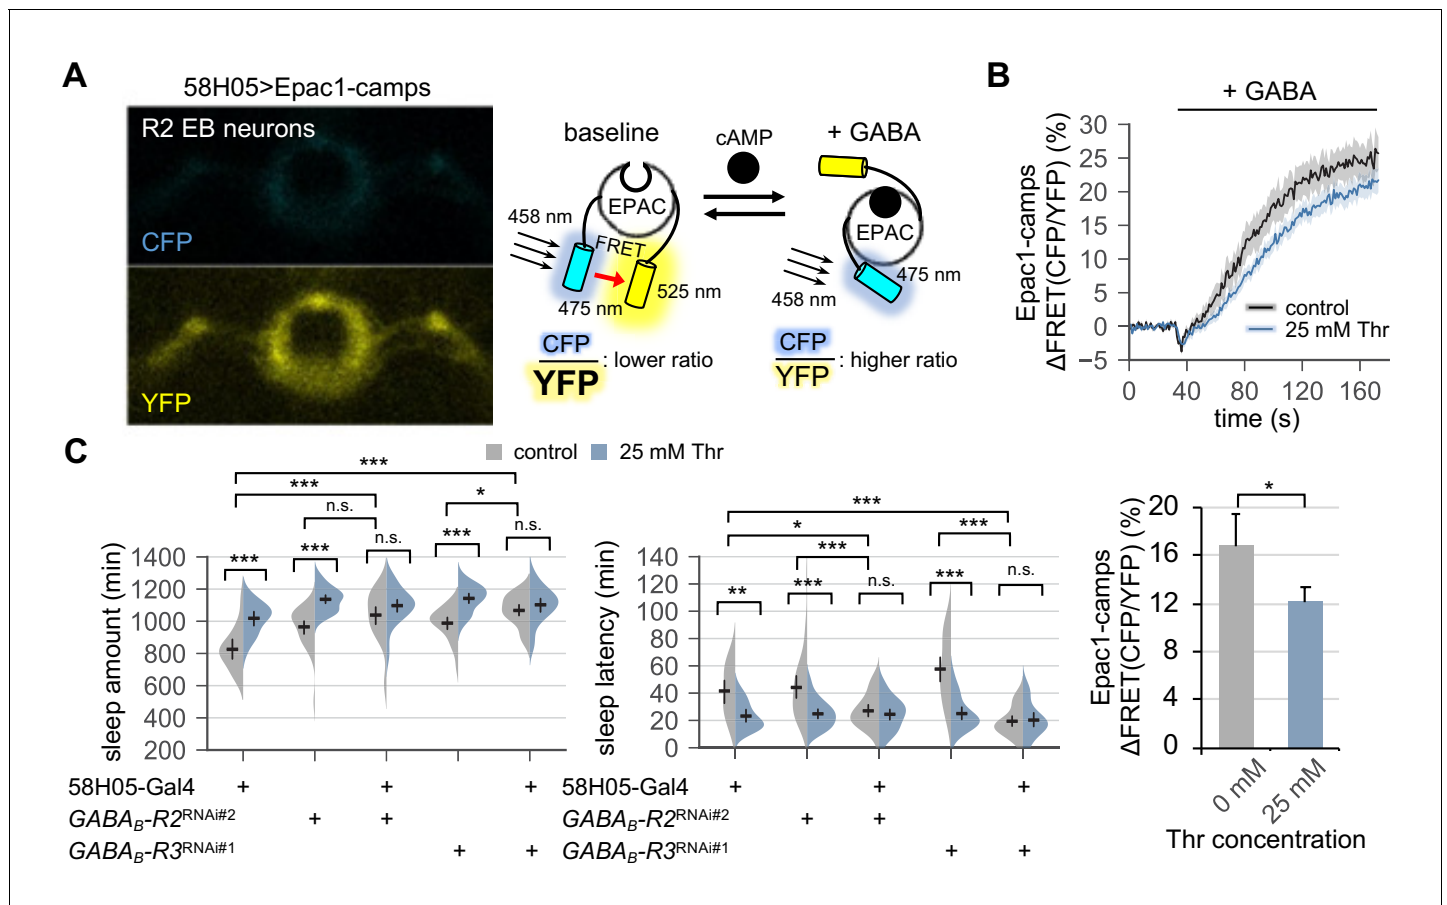 A
58H05>Epac1-camps
R2 EB neurons
CFP
YFP
baseline
cAMP
+ GABA
EPAC
458 nm
FRET
475 nm
525 nm
CFP
YFP
: lower ratio
EPAC
458 nm
475 nm
CFP
YFP
: higher ratio
B
+ GABA
Epac1-camps
ΔFRET(CFP/YFP) (%)
30
25
20
15
10
5
0
−5
control
25 mM Thr
0 40 80 120 160
time (s)
C
control 25 mM Thr
***
***
n.s.
*
***
***
n.s.
***
n.s.
sleep amount (min)
1400
1200
1000
800
600
400
200
58H05-Gal4 + + +
GABAB-R2RNAi#2 + +
GABAB-R3RNAi#1 + +
***
*
***
***
**
***
n.s.
***
n.s.
sleep latency (min)
140
120
100
80
60
40
20
0
58H05-Gal4 + + +
GABAB-R2RNAi#2 + +
GABAB-R3RNAi#1 + +
*
Epac1-camps
ΔFRET(CFP/YFP) (%)
20
16
12
8
4
0
0 mM
25 mM
Thr concentration